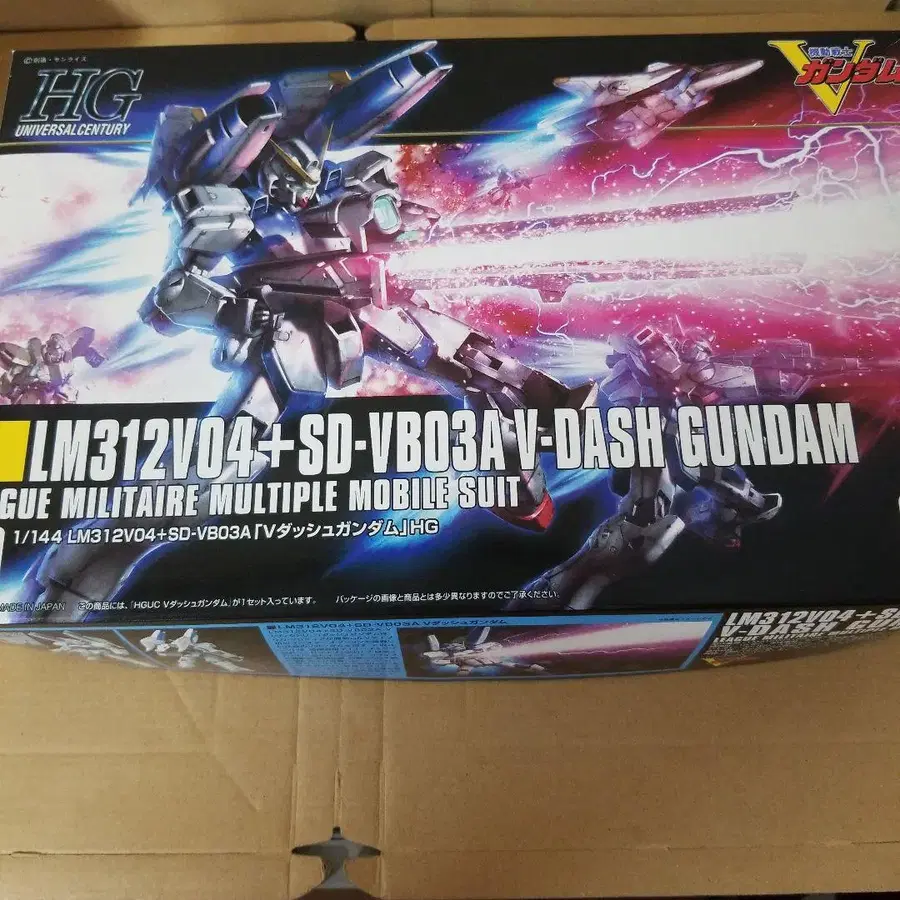 ©創通・サンライズ
HG
UNIVERSAL CENTURY
機動戦士
V
ガンダム
LM312V04+SD-VB03A V-DASH GUNDAM
GUE MILITAIRE MULTIPLE MOBILE SUIT
1/144 LM312V04+SD-VB03A「Vダッシュガンダム」HG
MADE IN JAPAN この商品には、「HGUC Vダッシュガンダム」が1セット入っています。 パッケージの画像と商品とは多少異なりますのでご了承ください。
LM312V04+SD-VB03A Vダッシュガンダム
LM312V04+S
V-DASH GUN
LEAGUE MILITAIRE MULTIPLE